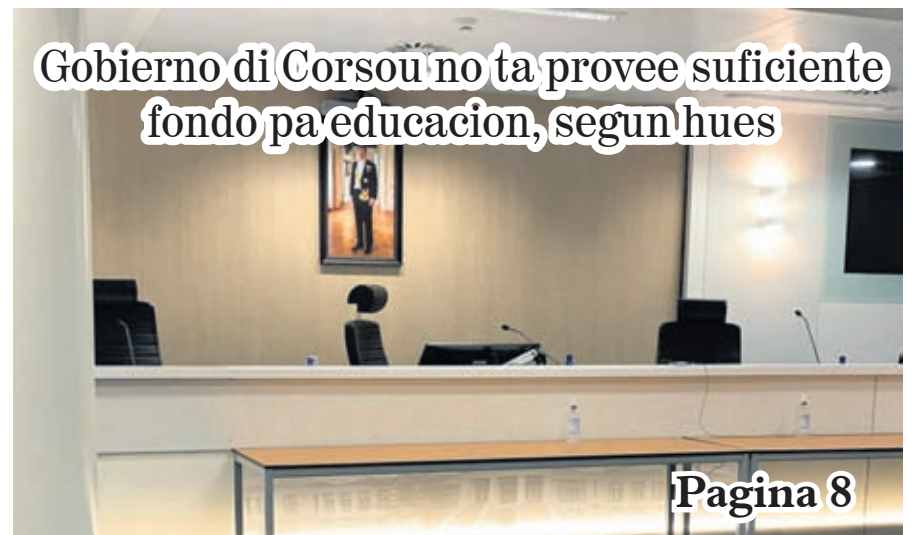 Gobierno di Corsou no ta provee suficiente
fondo pa educacion, segun hues
Pagina 8